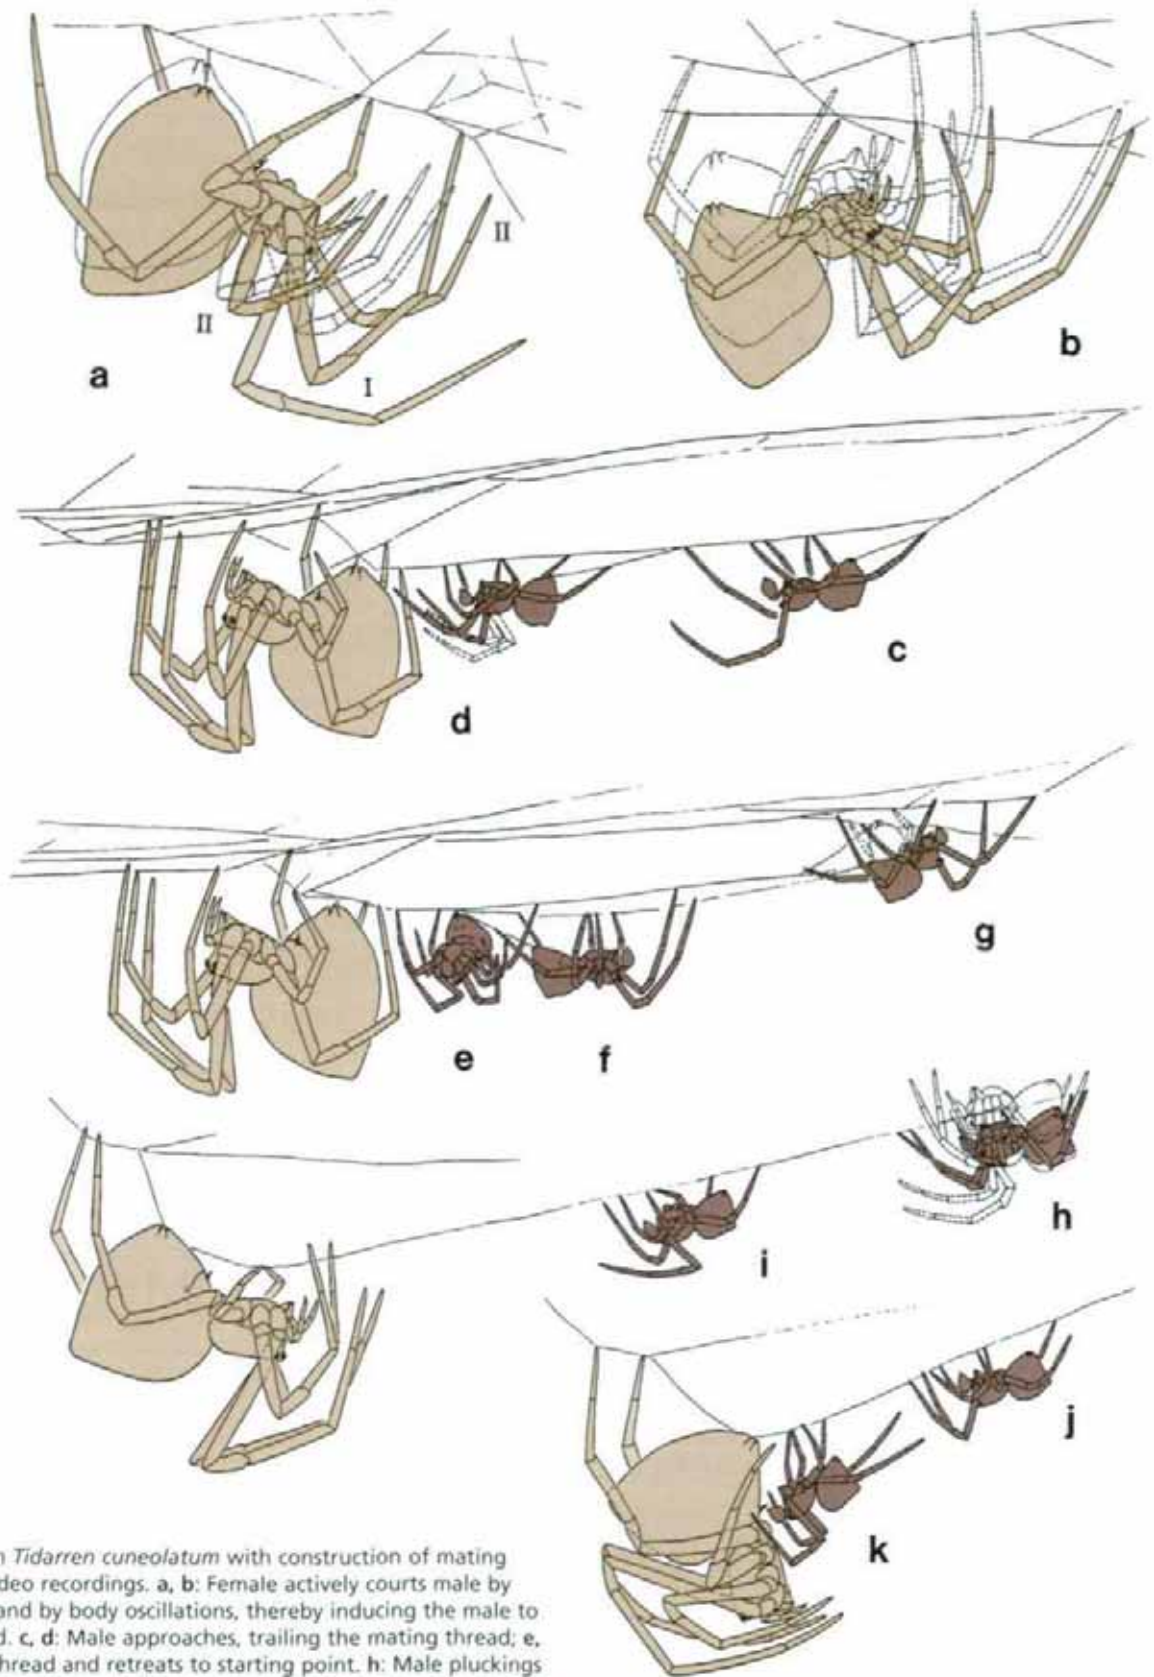 II
II
I
a
b
c
d
g
e
f
h
i
j
k
Tidarren cuneolatum with construction of mating
deo recordings. a, b: Female actively courts male by
and by body oscillations, thereby inducing the male to
d. c, d: Male approaches, trailing the mating thread; e,
hread and retreats to starting point. h: Male pluckings